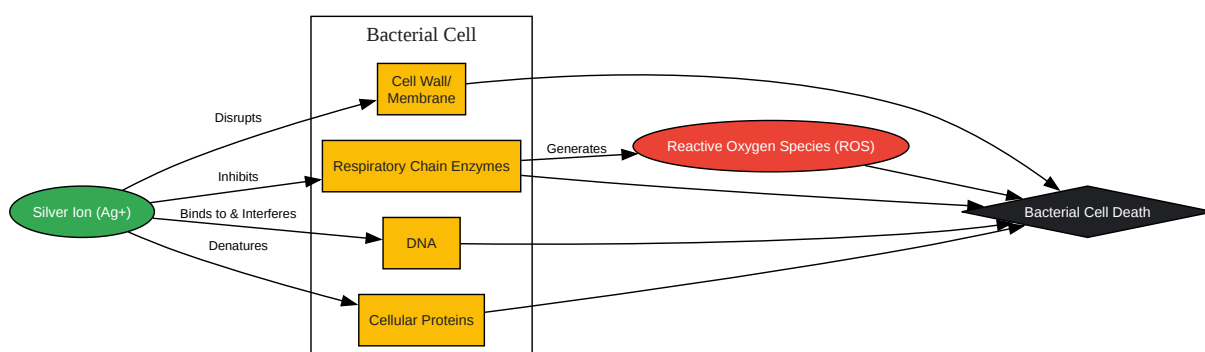 Bacterial Cell
Cell Wall/
Membrane
Disrupts
Generates
Reactive Oxygen Species (ROS)
Respiratory Chain Enzymes
Inhibits
Silver Ion (Ag+)
Binds to & Interferes
Bacterial Cell Death
DNA
Denatures
Cellular Proteins